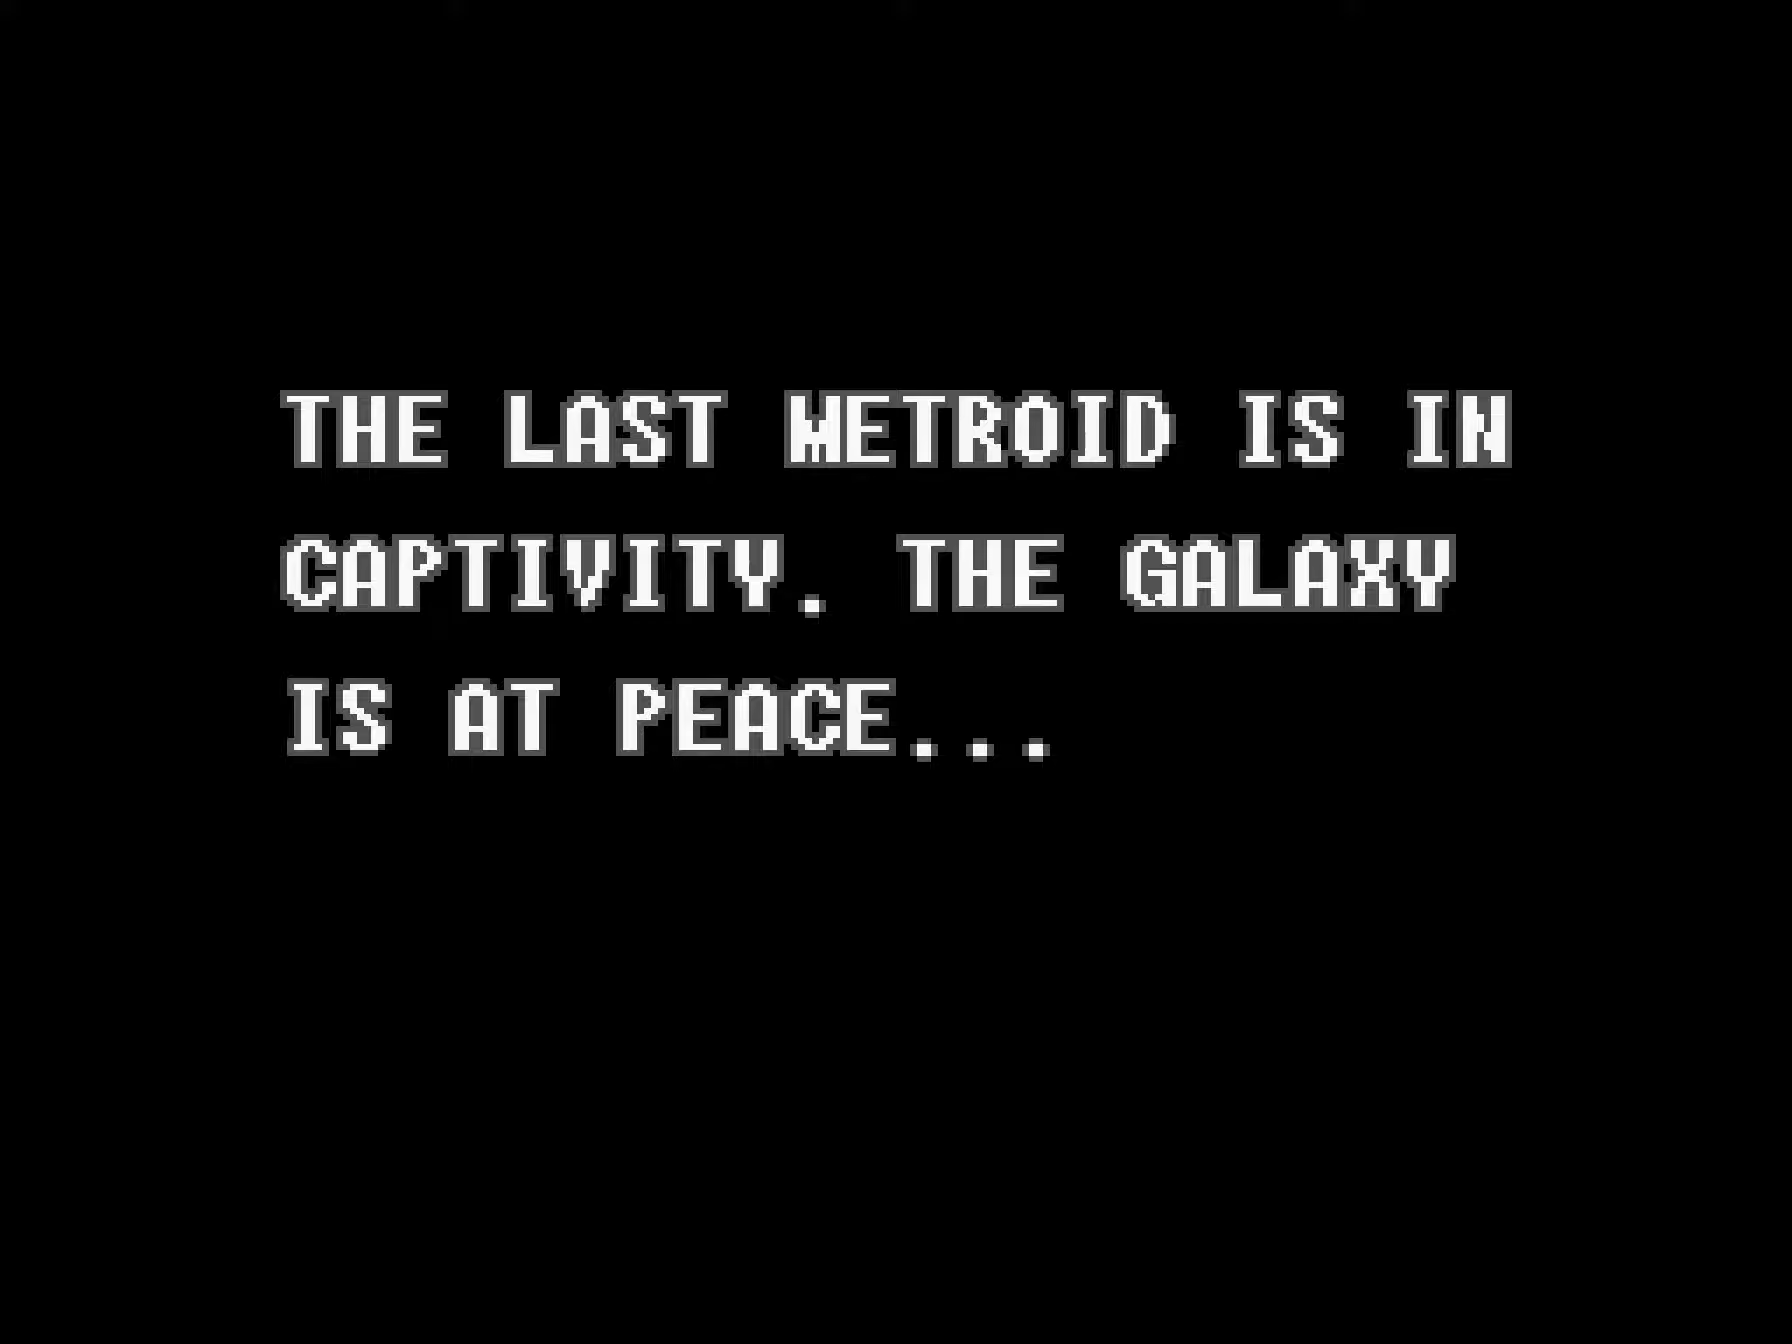 THE LAST METROID IS IN
CAPTIVITY. THE GALAXY
IS AT PEACE...